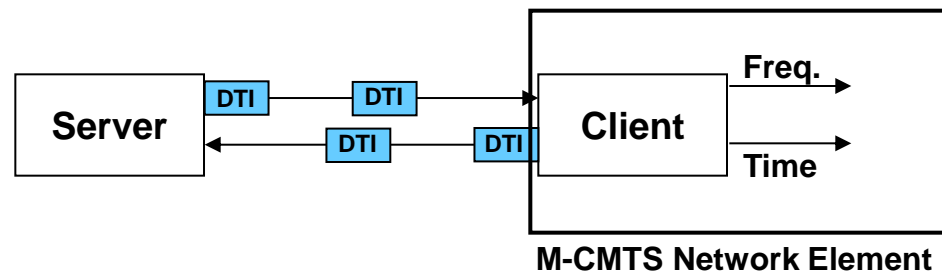 DTI
DTI
Freq.
Server
Client
DTI
DTI
Time
M-CMTS Network Element